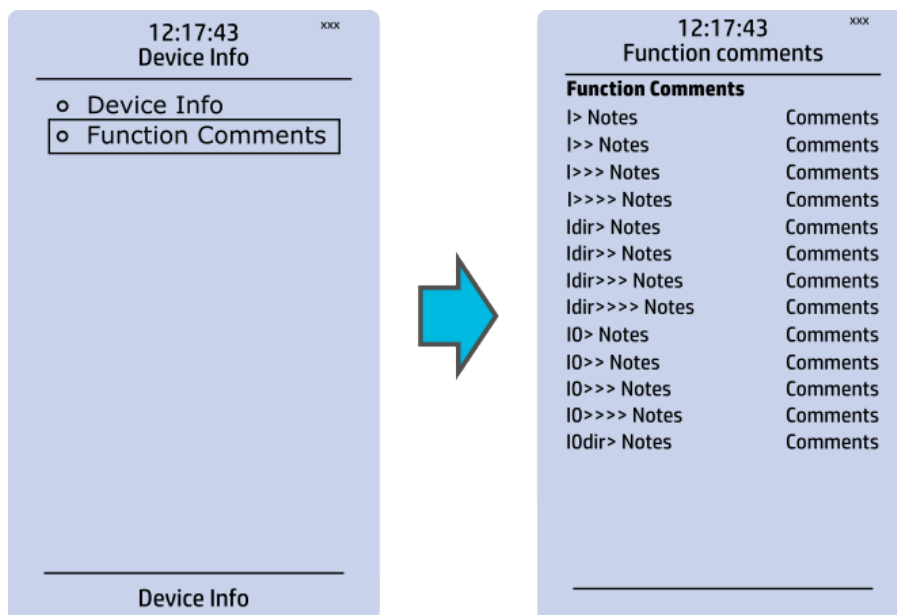 12:17:43 xxx
Device Info
Device Info
Function Comments
Device Info
12:17:43 xxx
Function comments
Function Comments
I> Notes Comments
I>> Notes Comments
I>>> Notes Comments
I>>>> Notes Comments
Idir> Notes Comments
Idir>> Notes Comments
Idir>>> Notes Comments
Idir>>>> Notes Comments
I0> Notes Comments
I0>> Notes Comments
I0>>> Notes Comments
I0>>>> Notes Comments
I0dir> Notes Comments